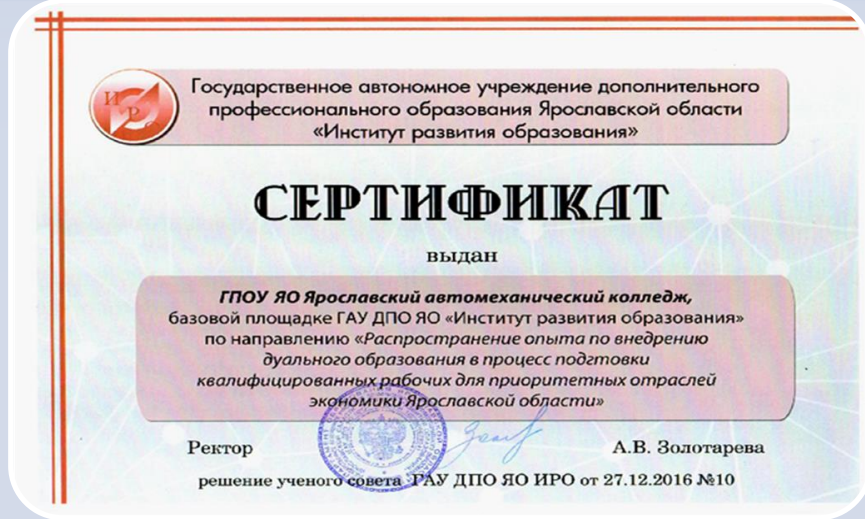 ИРО
Государственное автономное учреждение дополнительного
профессионального образования Ярославской области
«Институт развития образования»
СЕРТИФИКАТ
выдан
ГПОУ ЯО Ярославский автомеханический колледж,
базовой площадке ГАУ ДПО ЯО «Институт развития образования»
по направлению «Распространение опыта по внедрению
дуального образования в процесс подгтовки
квалифицированных рабочих для приоритетных отраслей
экономики Ярославской области»
Ректор А.В. Золотарева
решение ученого совета ГАУ ДПО ЯО ИРО от 27.12.2016 №10